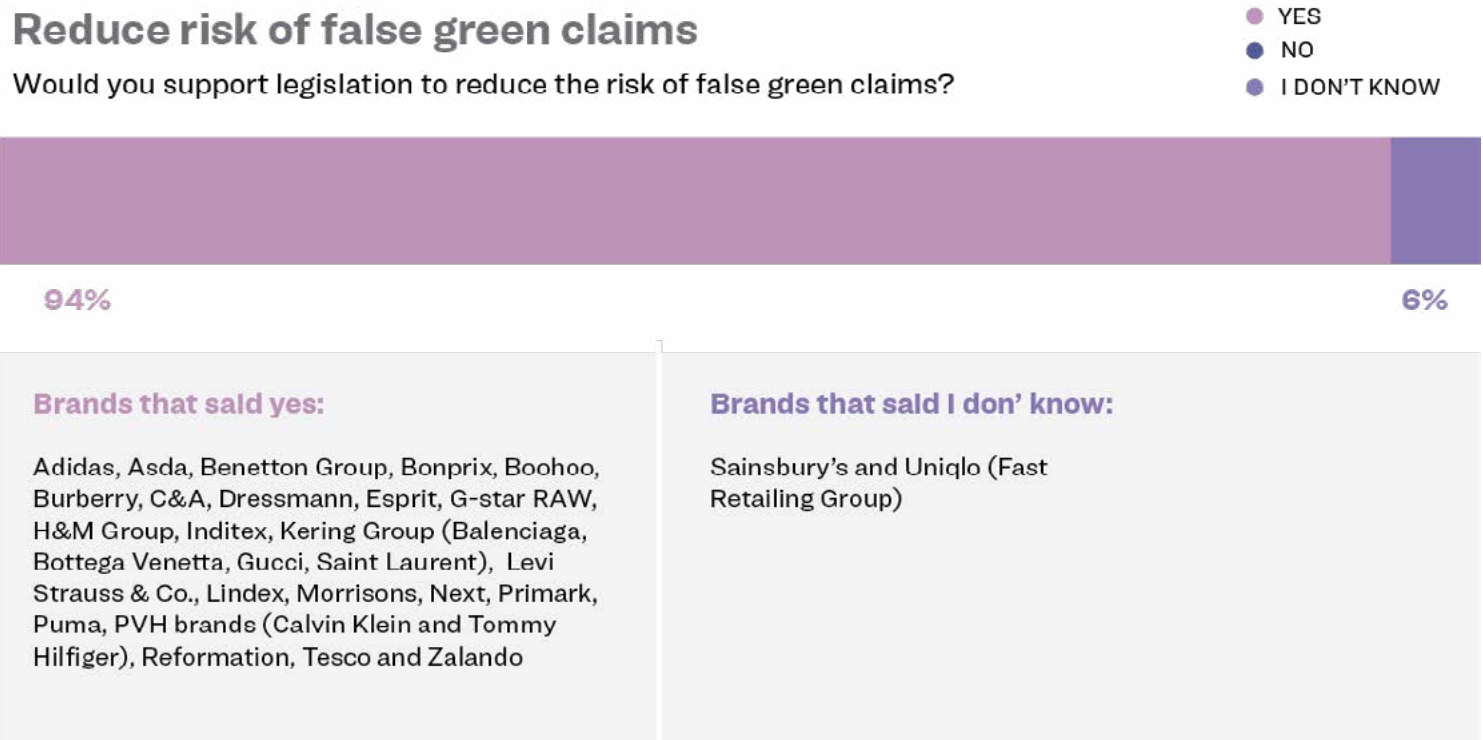 Reduce risk of false green claims
Would you support legislation to reduce the risk of false green claims?
YES
NO
I DON'T KNOW
94%
6%
Brands that said yes:
Adidas, Asda, Benetton Group, Bonprix, Boohoo,
Burberry, C&A, Dressmann, Esprit, G-star RAW,
H&M Group, Inditex, Kering Group (Balenciaga,
Bottega Venetta, Gucci, Saint Laurent), Levi
Strauss & Co., Lindex, Morrisons, Next, Primark,
Puma, PVH brands (Calvin Klein and Tommy
Hilfiger), Reformation, Tesco and Zalando
Brands that said I don’ know:
Sainsbury’s and Uniqlo (Fast
Retailing Group)